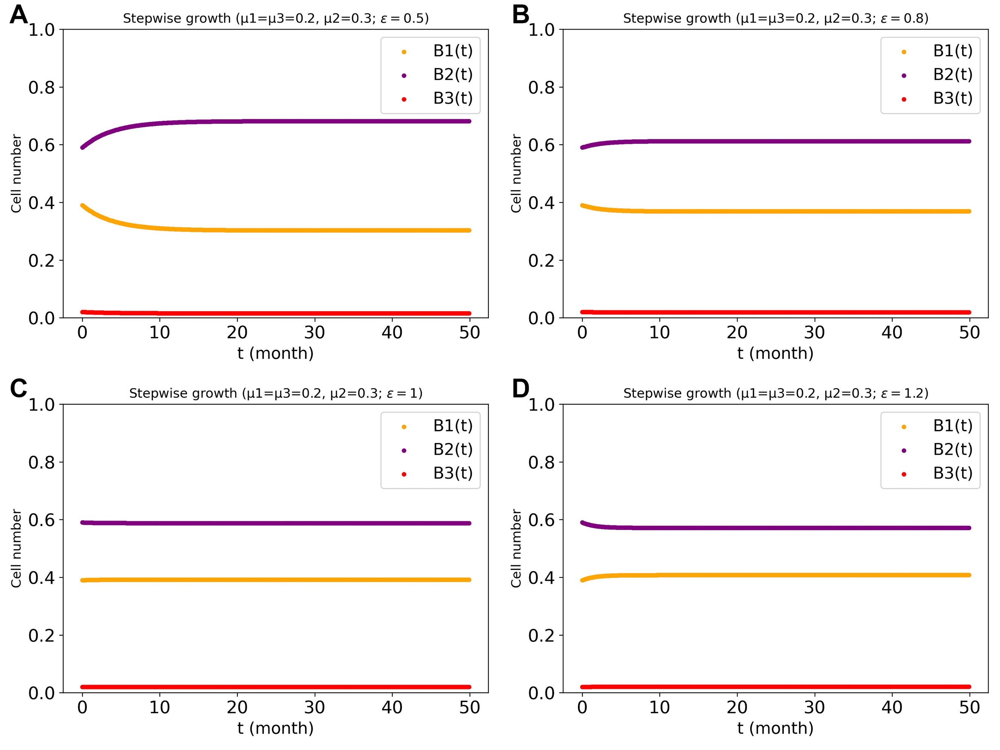 A
Stepwise growth (μ1=μ3=0.2, μ2=0.3; ε = 0.5)
1.0
0.8
0.6
0.4
0.2
0.0
Cell number
B1(t)
B2(t)
B3(t)
0 10 20 30 40 50
t (month)
B
Stepwise growth (μ1=μ3=0.2, μ2=0.3; ε = 0.8)
1.0
0.8
0.6
0.4
0.2
0.0
Cell number
B1(t)
B2(t)
B3(t)
0 10 20 30 40 50
t (month)
C
Stepwise growth (μ1=μ3=0.2, μ2=0.3; ε = 1)
1.0
0.8
0.6
0.4
0.2
0.0
Cell number
B1(t)
B2(t)
B3(t)
0 10 20 30 40 50
t (month)
D
Stepwise growth (μ1=μ3=0.2, μ2=0.3; ε = 1.2)
1.0
0.8
0.6
0.4
0.2
0.0
Cell number
B1(t)
B2(t)
B3(t)
0 10 20 30 40 50
t (month)